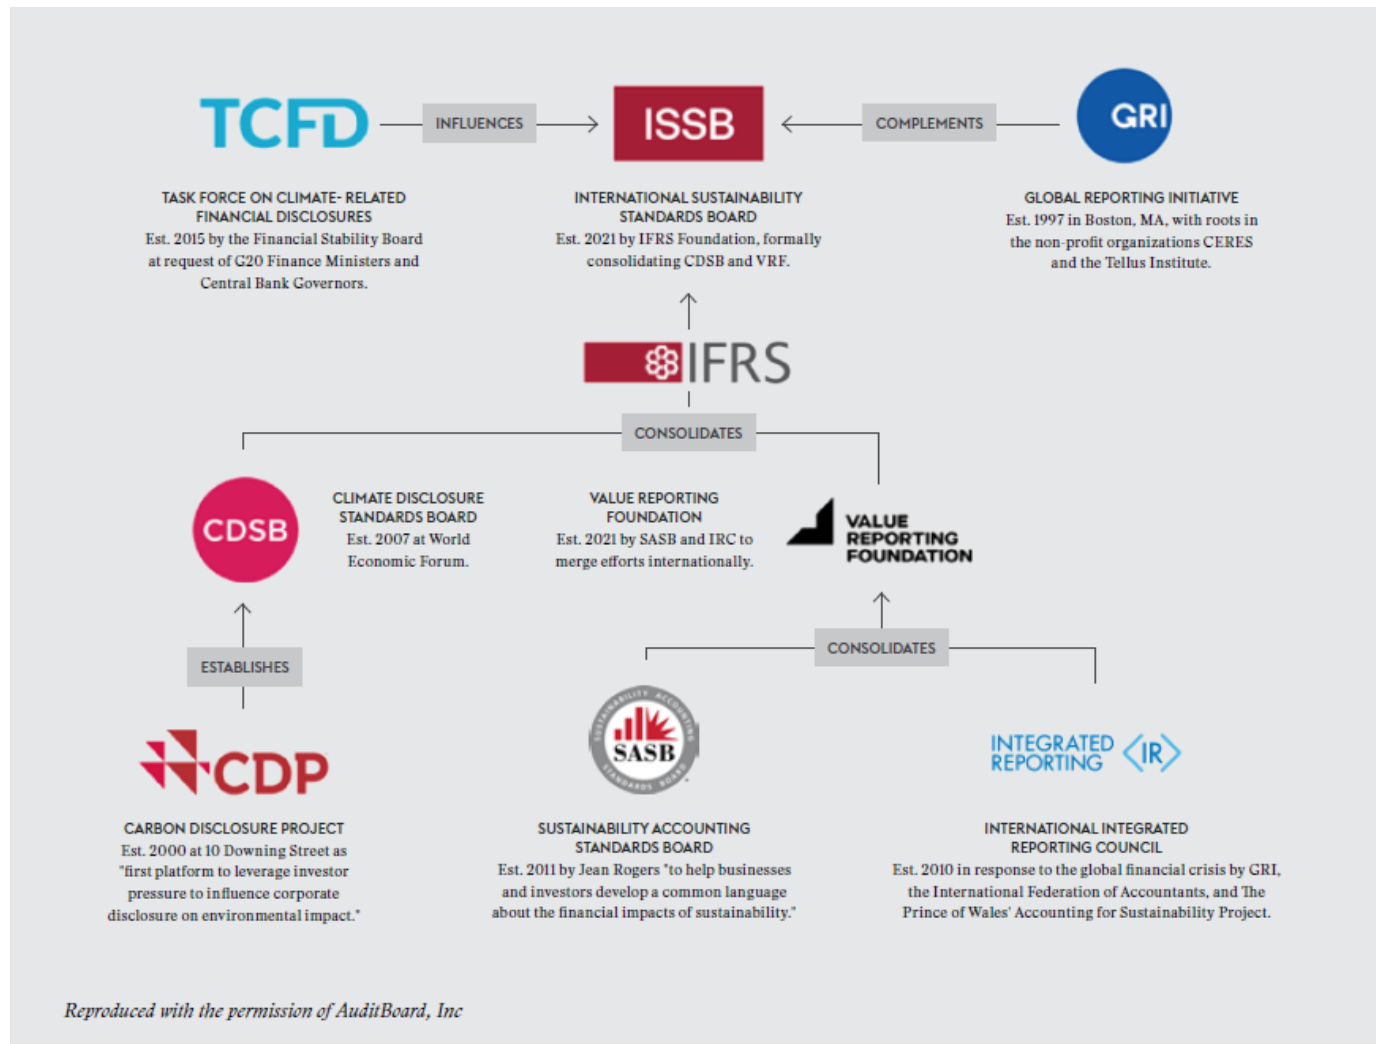 TCFD
INFLUENCES
ISSB
COMPLEMENTS
GRI
TASK FORCE ON CLIMATE- RELATED
FINANCIAL DISCLOSURES
Est. 2015 by the Financial Stability Board
at request of G20 Finance Ministers and
Central Bank Governors.
INTERNATIONAL SUSTAINABILITY
STANDARDS BOARD
Est. 2021 by IFRS Foundation, formally
consolidating CDSB and VRF.
GLOBAL REPORTING INITIATIVE
Est. 1997 in Boston, MA, with roots in
the non-profit organizations CERES
and the Tellus Institute.
IFRS
CONSOLIDATES
CDSB
CLIMATE DISCLOSURE
STANDARDS BOARD
Est. 2007 at World
Economic Forum.
VALUE REPORTING
FOUNDATION
Est. 2021 by SASB and IRC to
merge efforts internationally.
VALUE
REPORTING
FOUNDATION
ESTABLISHES
CONSOLIDATES
CDP
SUSTAINABILITY ACCOUNTING
SASB
STANDARDS BOARD
INTEGRATED
REPORTING
<IR>
CARBON DISCLOSURE PROJECT
Est. 2000 at 10 Downing Street as
"first platform to leverage investor
pressure to influence corporate
disclosure on environmental impact."
SUSTAINABILITY ACCOUNTING
STANDARDS BOARD
Est. 2011 by Jean Rogers "to help businesses
and investors develop a common language
about the financial impacts of sustainability."
INTERNATIONAL INTEGRATED
REPORTING COUNCIL
Est. 2010 in response to the global financial crisis by GRI,
the International Federation of Accountants, and The
Prince of Wales' Accounting for Sustainability Project.
Reproduced with the permission of AuditBoard, Inc